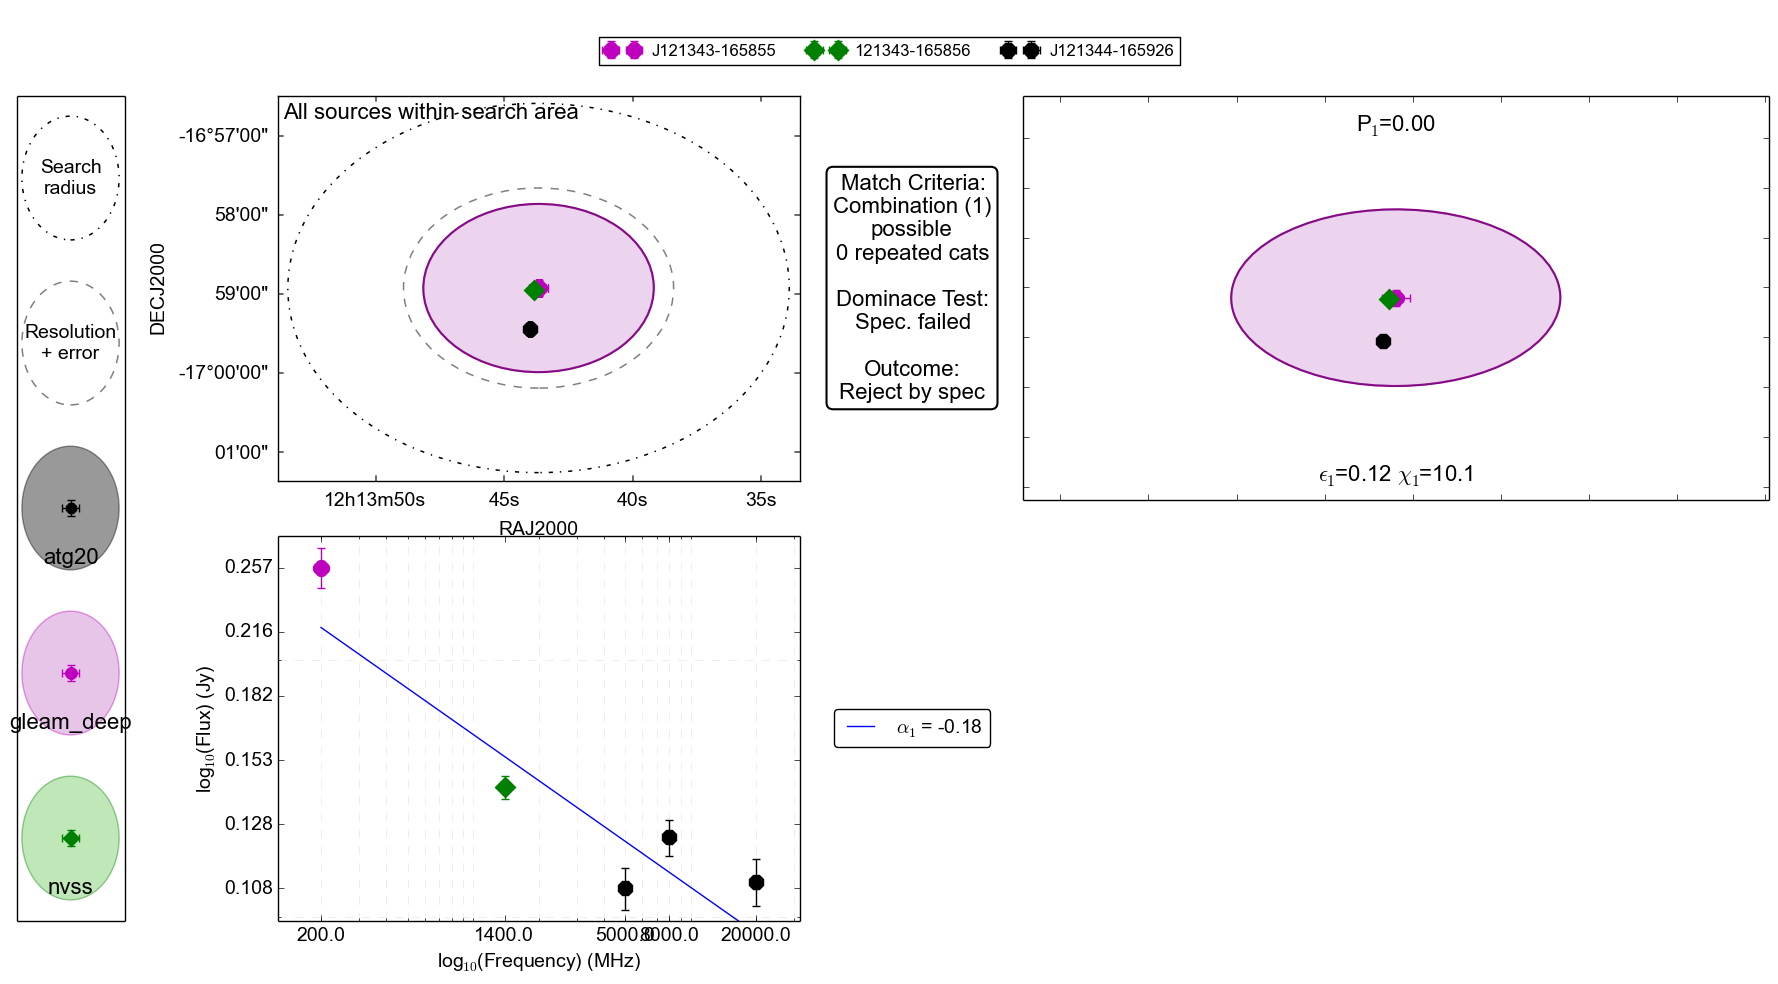 J121343-165855 121343-165856 J121344-165926
Search
radius
Resolution
+ error
atg20
gleam_deep
nvss
All sources within search area
DECJ2000
-16°57'00"
58'00"
59'00"
-17°00'00"
01'00"
12h13m50s 45s 40s 35s
RAJ2000
Match Criteria:
Combination (1)
possible
0 repeated cats
Dominace Test:
Spec. failed
Outcome:
Reject by spec
P1=0.00
ϵ1=0.12 χ1=10.1
log10(Flux) (Jy)
0.257
0.216
0.182
0.153
0.128
0.108
200.0 1400.0 5000.0 8000.0 20000.0
log10(Frequency) (MHz)
α1 = -0.18